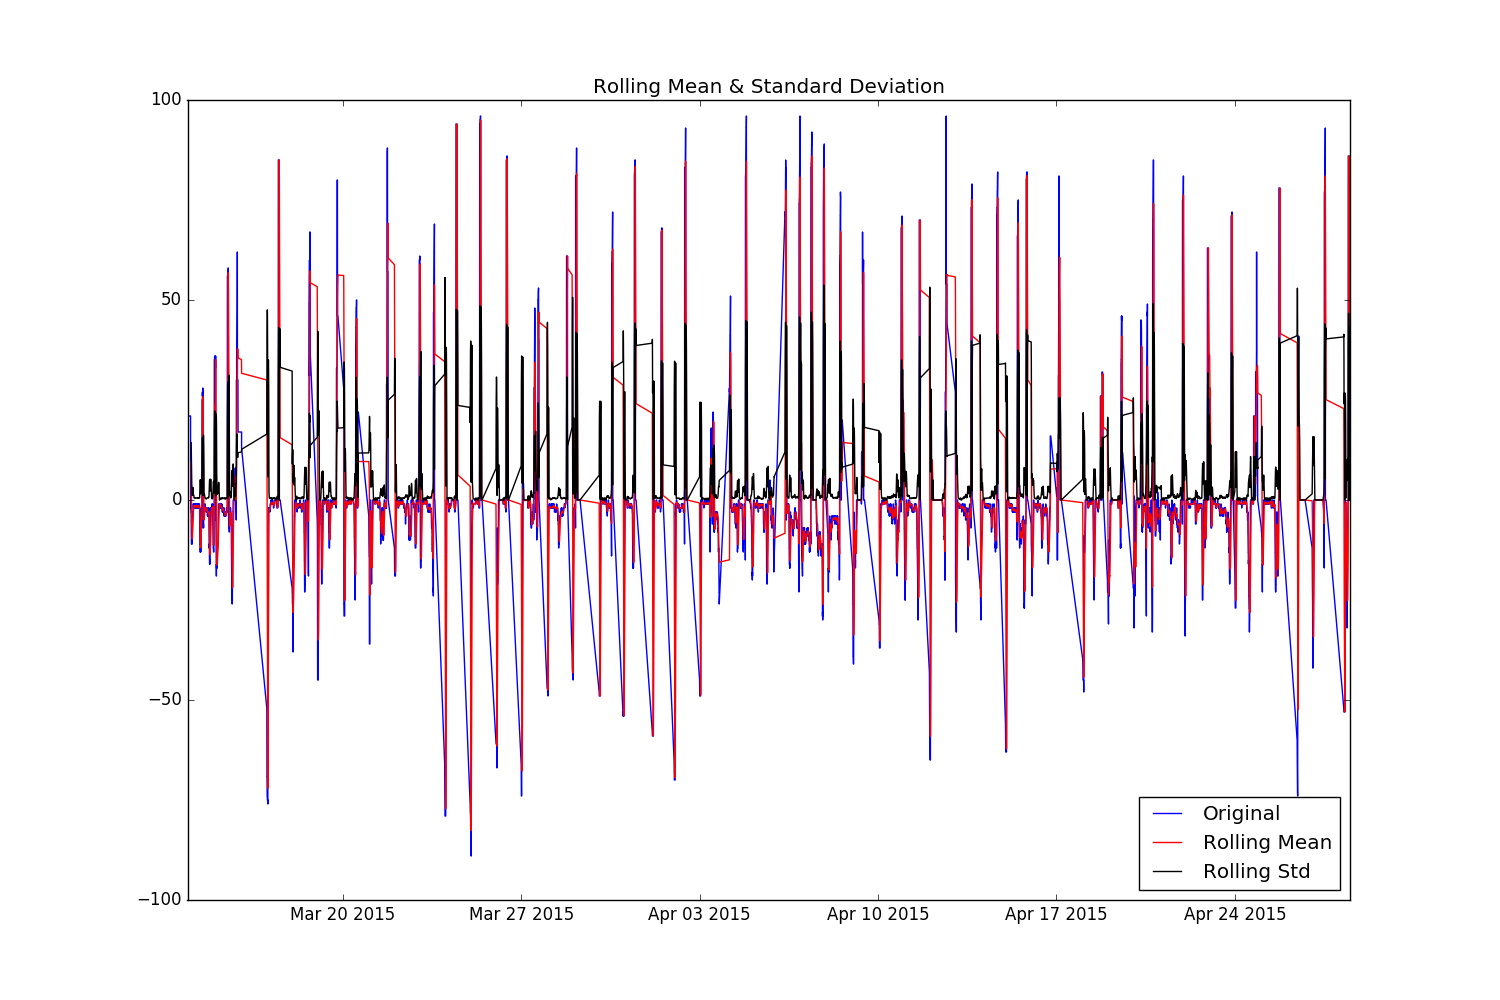 Rolling Mean & Standard Deviation
100
50
0
−50
−100
Mar 20 2015
Mar 27 2015
Apr 03 2015
Apr 10 2015
Apr 17 2015
Apr 24 2015
Original
Rolling Mean
Rolling Std